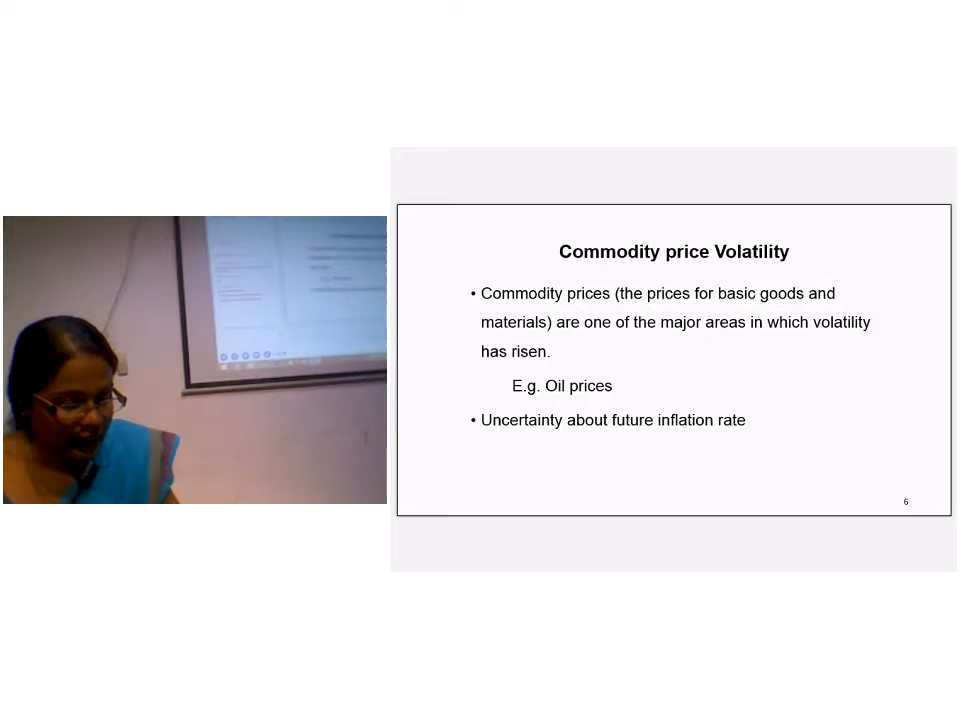 Commodity price Volatility
• Commodity prices (the prices for basic goods and
materials) are one of the major areas in which volatility
has risen.
E.g. Oil prices
• Uncertainty about future inflation rate
6